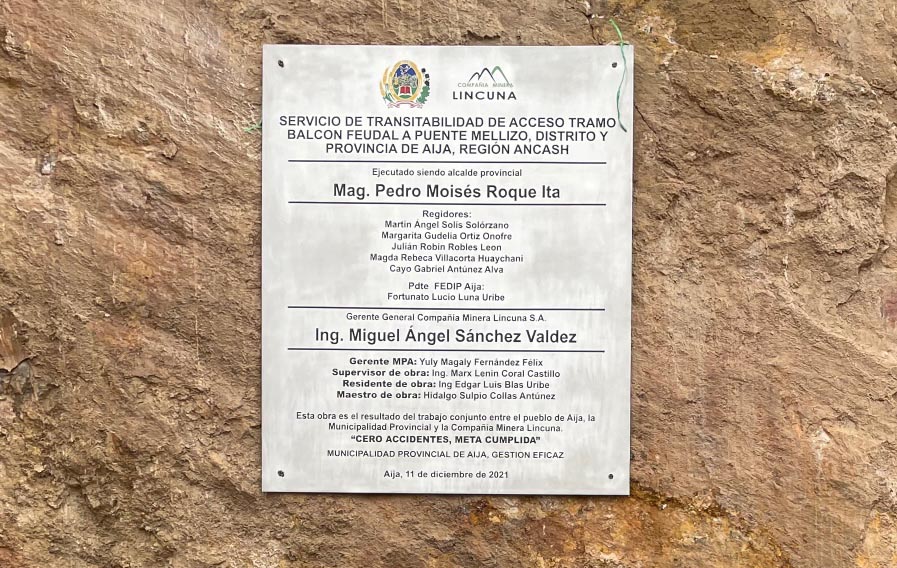 COMPAÑIA MINERA
LINCUNA
SERVICIO DE TRANSITABILIDAD DE ACCESO TRAMO
BALCON FEUDAL A PUENTE MELLIZO, DISTRITO Y
PROVINCIA DE AIJA, REGIÓN ANCASH
Ejecutado siendo alcalde provincial
Mag. Pedro Moisés Roque Ita
Regidores:
Martín Ángel Solis Solórzano
Margarita Gudelia Ortiz Onofre
Julián Robin Robles Leon
Magda Rebeca Villacorta Huaychani
Cayo Gabriel Antúnez Alva
Pdte FEDIP Aija:
Fortunato Lucio Luna Uribe
Gerente General Compañia Minera Lincuna S.A.
Ing. Miguel Ángel Sánchez Valdez
Gerente MPA: Yuly Magaly Fernández Félix
Supervisor de obra: Ing. Marx Lenin Coral Castillo
Residente de obra: Ing Edgar Luis Blas Uribe
Maestro de obra: Hidalgo Sulpio Collas Antúnez
Esta obra es el resultado del trabajo conjunto entre el pueblo de Aija, la
Municipalidad Provincial y la Compañia Minera Lincuna.
“CERO ACCIDENTES, META CUMPLIDA”
MUNICIPALIDAD PROVINCIAL DE AIJA, GESTION EFICAZ
Aija, 11 de diciembre de 2021